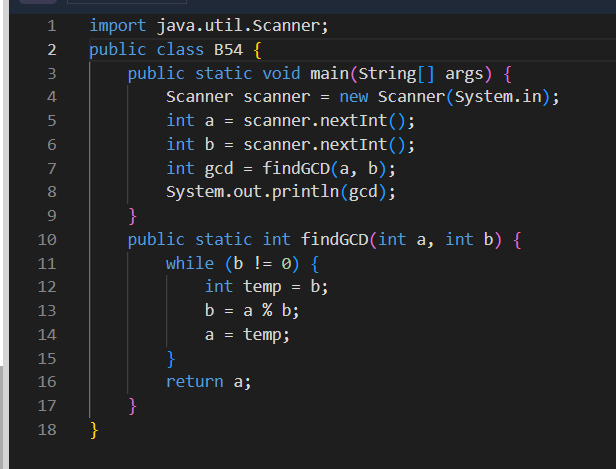 1 import java.util.Scanner;
2 public class B54 {
3 public static void main(String[] args) {
4 Scanner scanner = new Scanner(System.in);
5 int a = scanner.nextInt();
6 int b = scanner.nextInt();
7 int gcd = findGCD(a, b);
8 System.out.println(gcd);
9 }
10 public static int findGCD(int a, int b) {
11 while (b != 0) {
12 int temp = b;
13 b = a % b;
14 a = temp;
15 }
16 return a;
17 }
18 }